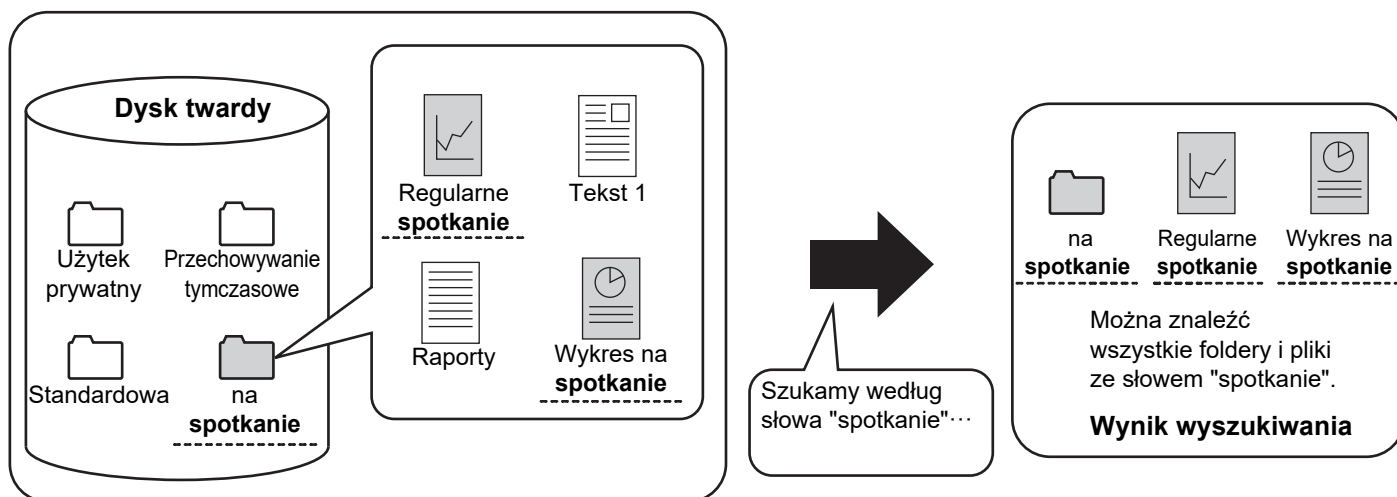 Dysk twardy
Użytek
prywatny
Przechowywanie
tymczasowe
Standardowa
na
spotkanie
Regularne
spotkanie
Tekst 1
Raporty
Wykres na
spotkanie
Szukamy według
słowa "spotkanie"···
na
spotkanie
Regularne
spotkanie
Wykres na
spotkanie
Można znaleźć
wszystkie foldery i pliki
ze słowem "spotkanie".
Wynik wyszukiwania